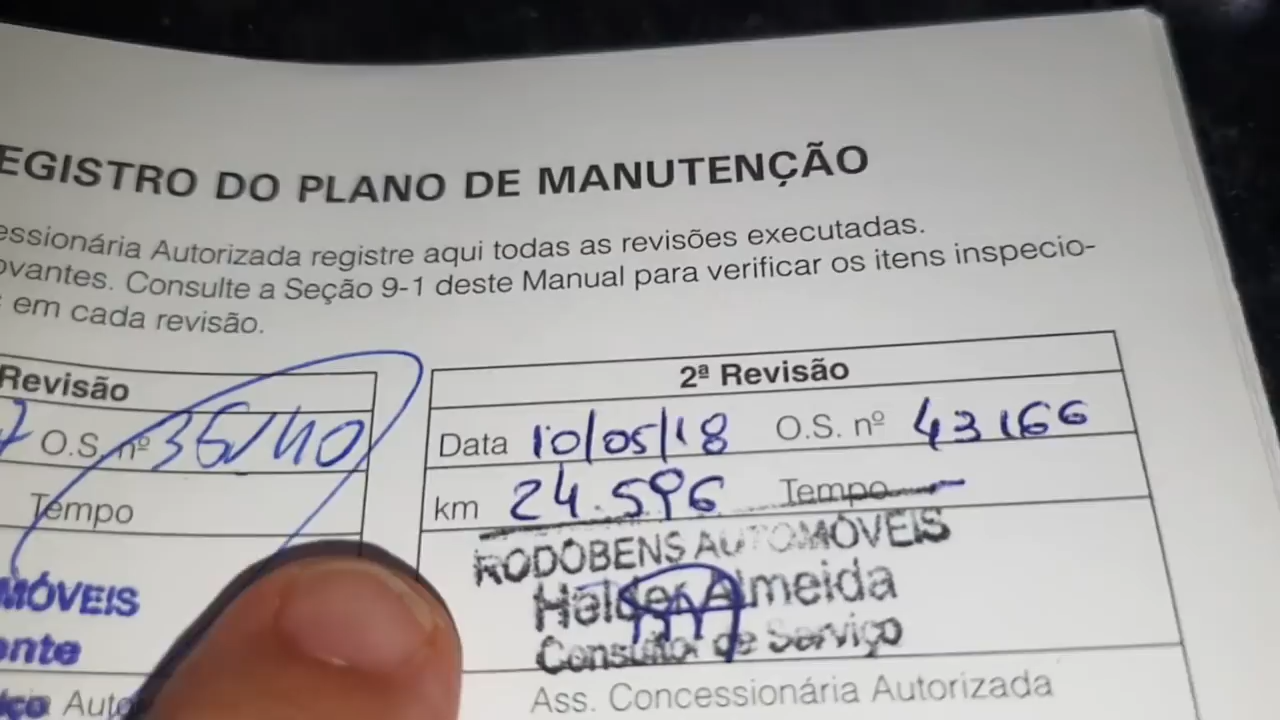 EGISTRO DO PLANO DE MANUTENÇÃO
essionária Autorizada registre aqui todas as revisões executadas.
ovantes. Consulte a Seção 9-1 deste Manual para verificar os itens inspecio-
em cada revisão.
Revisão
O.S. nº
Tempo
MÓVEIS
ente
2ª Revisão
Data 10/05/18 O.S. nº 43166
km 24.596 Tempo
RODOBENS AUTOMÓVEIS
Helder Almeida
Consultor de Serviço
Ass. Concessionária Autorizada